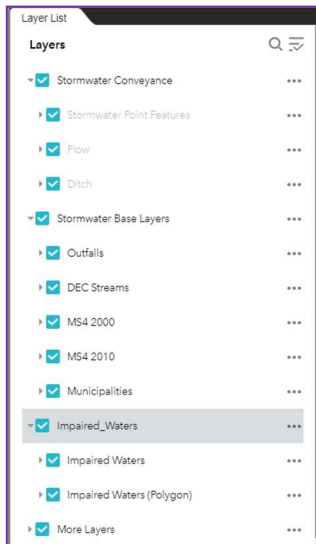 Layer List
Layers
Stormwater Conveyance
Stormwater Point Features
Flow
Ditch
Stormwater Base Layers
Outfalls
DEC Streams
MS4 2000
MS4 2010
Municipalities
Impaired_Waters
Impaired Waters
Impaired Waters (Polygon)
More Layers